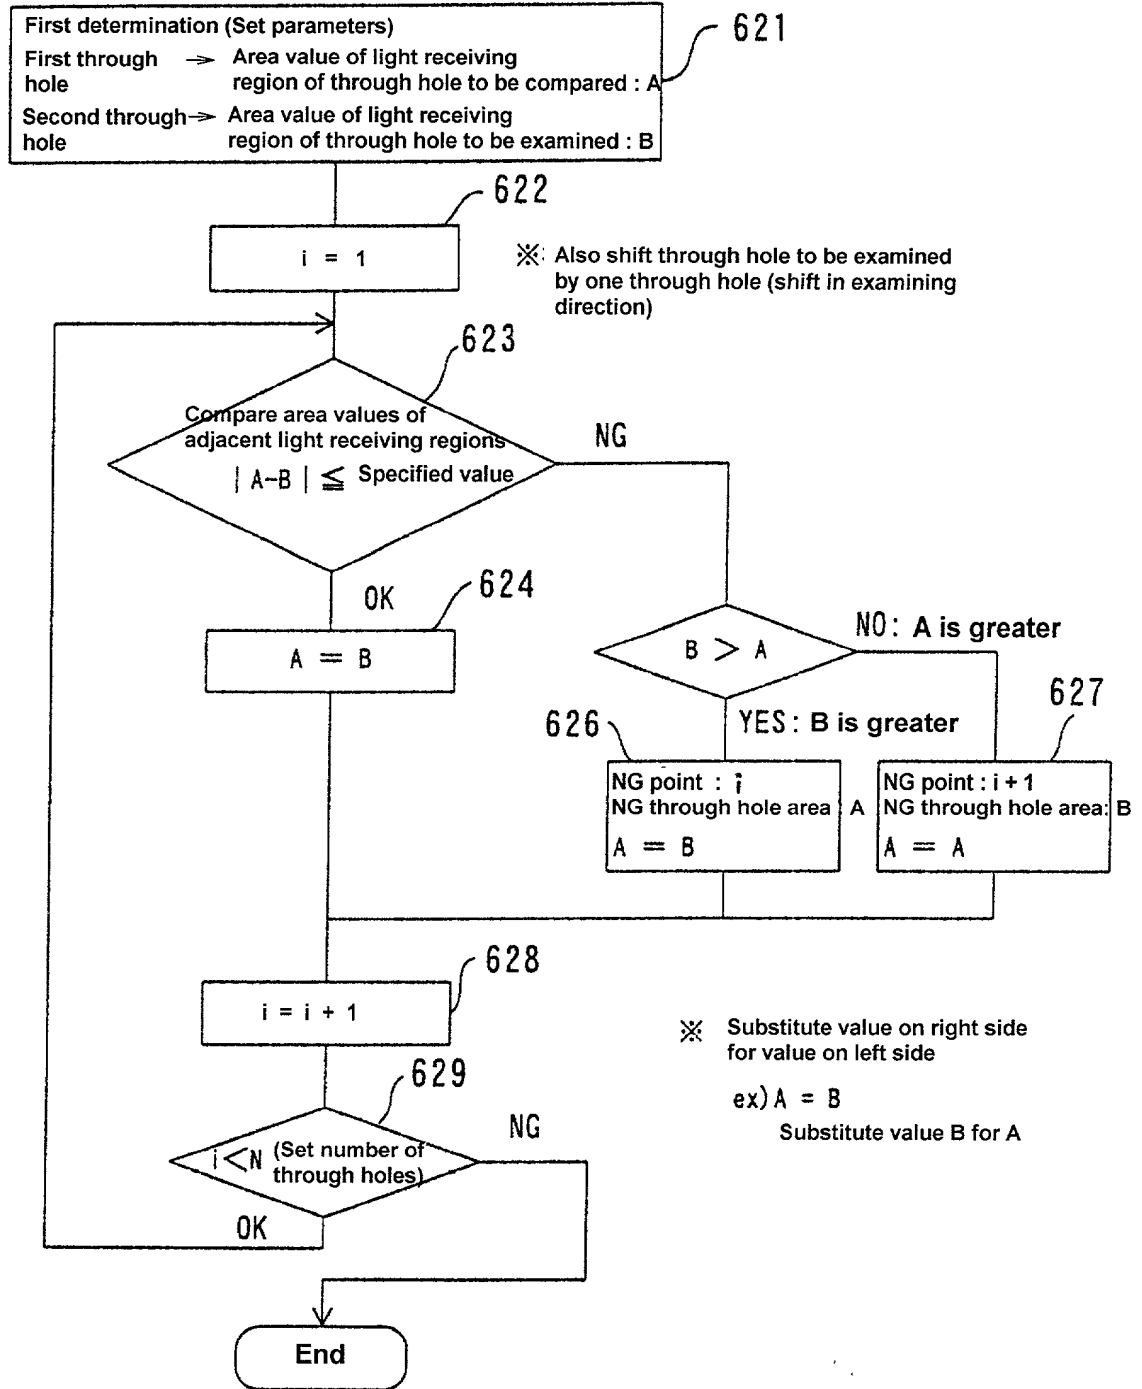 First determination (Set parameters)
621
First through → Area value of light receiving
hole region of through hole to be compared : A
Second through → Area value of light receiving
hole region of through hole to be examined : B
622
i = 1
※: Also shift through hole to be examined
by one through hole (shift in examining
direction)
623
Compare area values of
adjacent light receiving regions
| A-B | ≦ Specified value
NG
OK
624
A = B
B > A
NO: A is greater
YES: B is greater
626
627
NG point : i
NG through hole area A
A = B
NG point : i + 1
NG through hole area: B
A = A
628
i = i + 1
※ Substitute value on right side
for value on left side
ex) A = B
Substitute value B for A
629
i<N (Set number of
through holes)
NG
OK
End